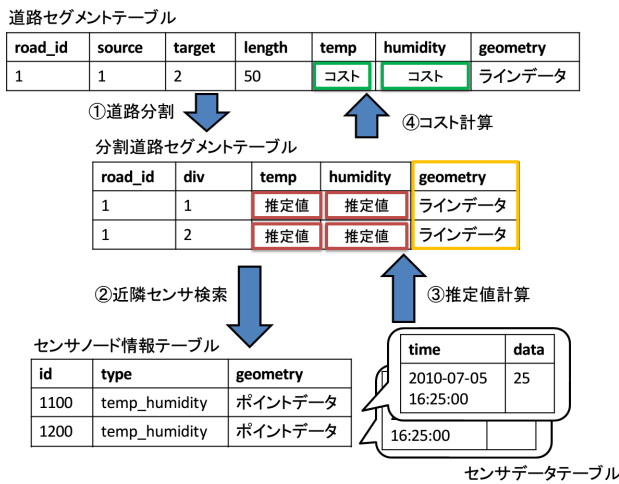 道路セグメントテーブル
road_id source target length temp humidity geometry
1 1 2 50 コスト コスト ラインデータ
①道路分割
④コスト計算
分割道路セグメントテーブル
road_id div temp humidity geometry
1 1 推定値 推定値 ラインデータ
1 2 推定値 推定値 ラインデータ
②近隣センサ検索
③推定値計算
センサノード情報テーブル
id type geometry
1100 temp_humidity ポイントデータ
1200 temp_humidity ポイントデータ
time data
2010-07-05 25
16:25:00
16:25:00
センサデータテーブル